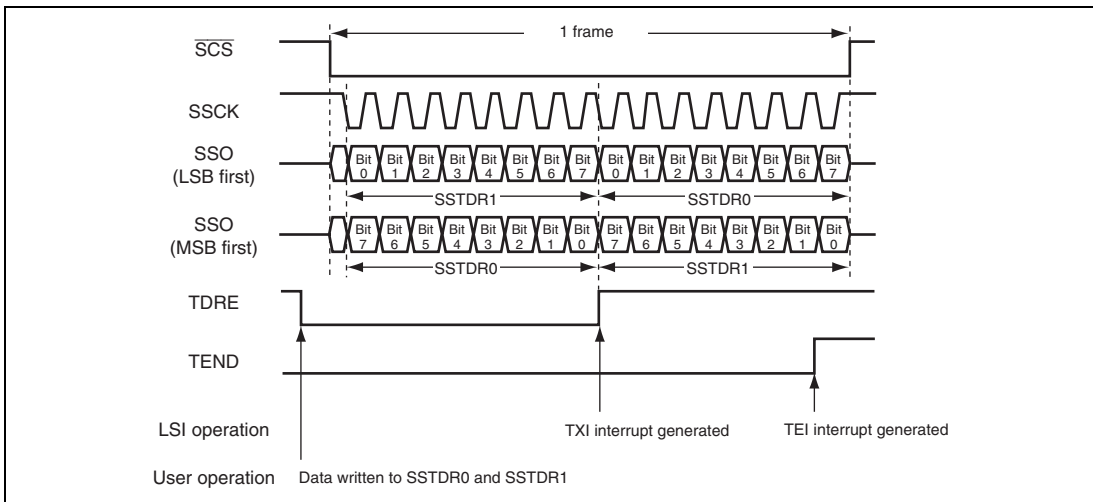 1 frame
SCS
SSCK
SSO
(LSB first)
Bit 0 Bit 1 Bit 2 Bit 3 Bit 4 Bit 5 Bit 6 Bit 7 Bit 0 Bit 1 Bit 2 Bit 3 Bit 4 Bit 5 Bit 6 Bit 7
SSTDR1 SSTDR0
SSO
(MSB first)
Bit 7 Bit 6 Bit 5 Bit 4 Bit 3 Bit 2 Bit 1 Bit 0 Bit 7 Bit 6 Bit 5 Bit 4 Bit 3 Bit 2 Bit 1 Bit 0
SSTDR0 SSTDR1
TDRE
TEND
LSI operation TXI interrupt generated TEI interrupt generated
User operation Data written to SSTDR0 and SSTDR1